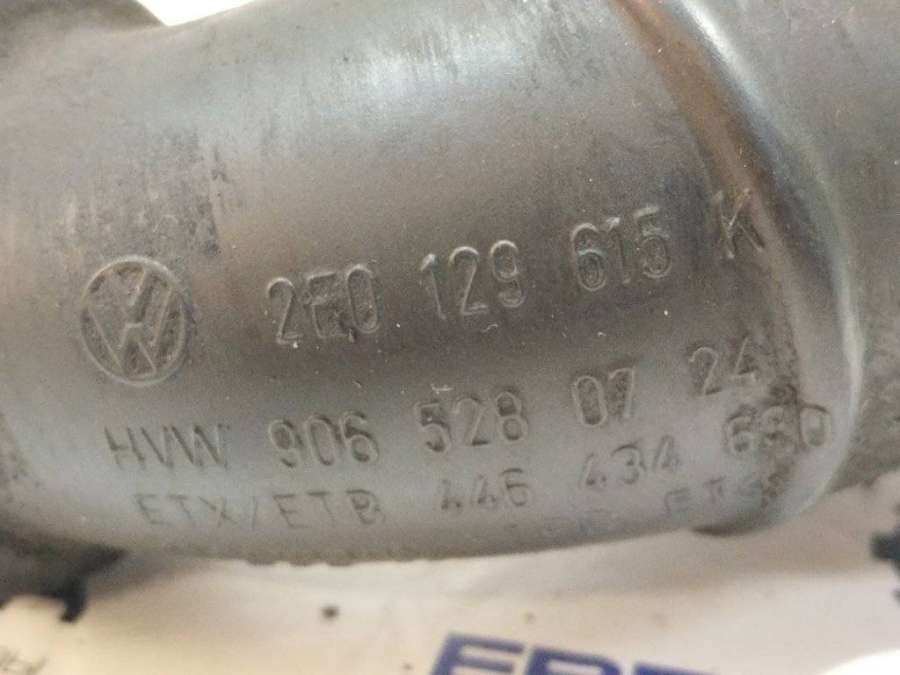 2E0 129 615 K
HVW 906 528 07 24
ETX/ETB 446 434 680